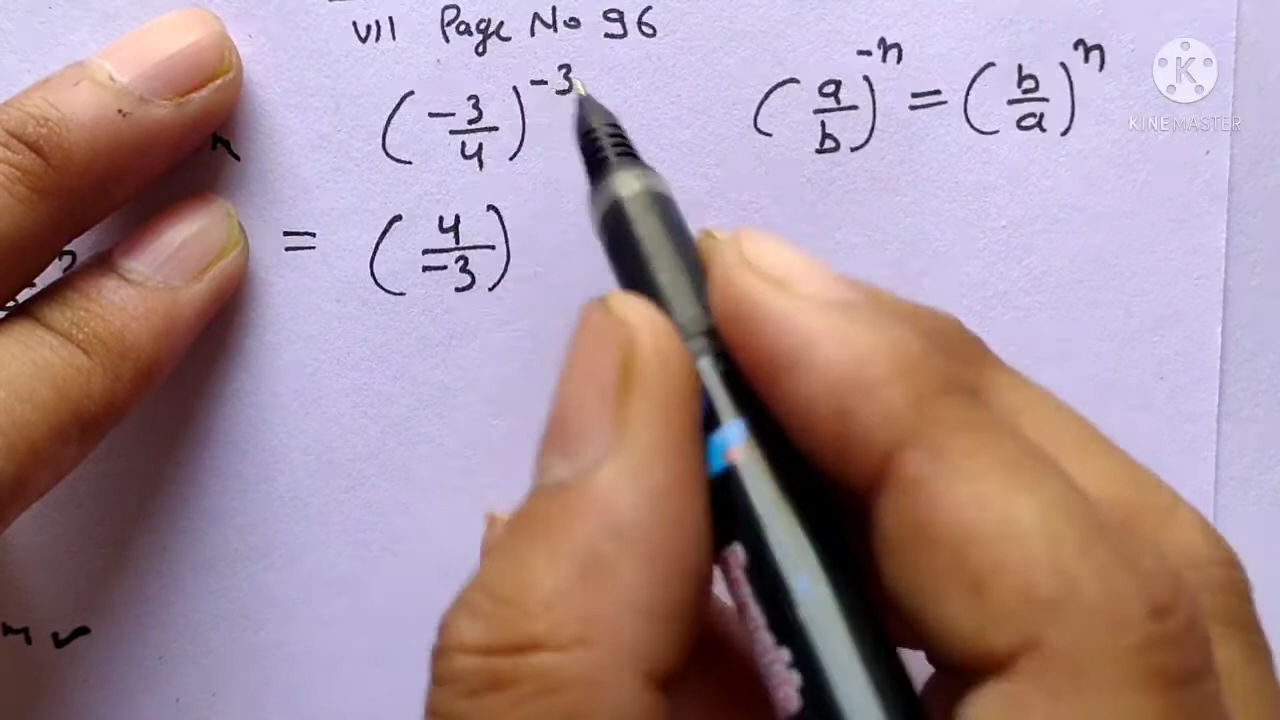 VII Page No 96
(-3/4)^-3
(a/b)^-n = (b/a)^n
K
KINEMASTER
= (4/-3)